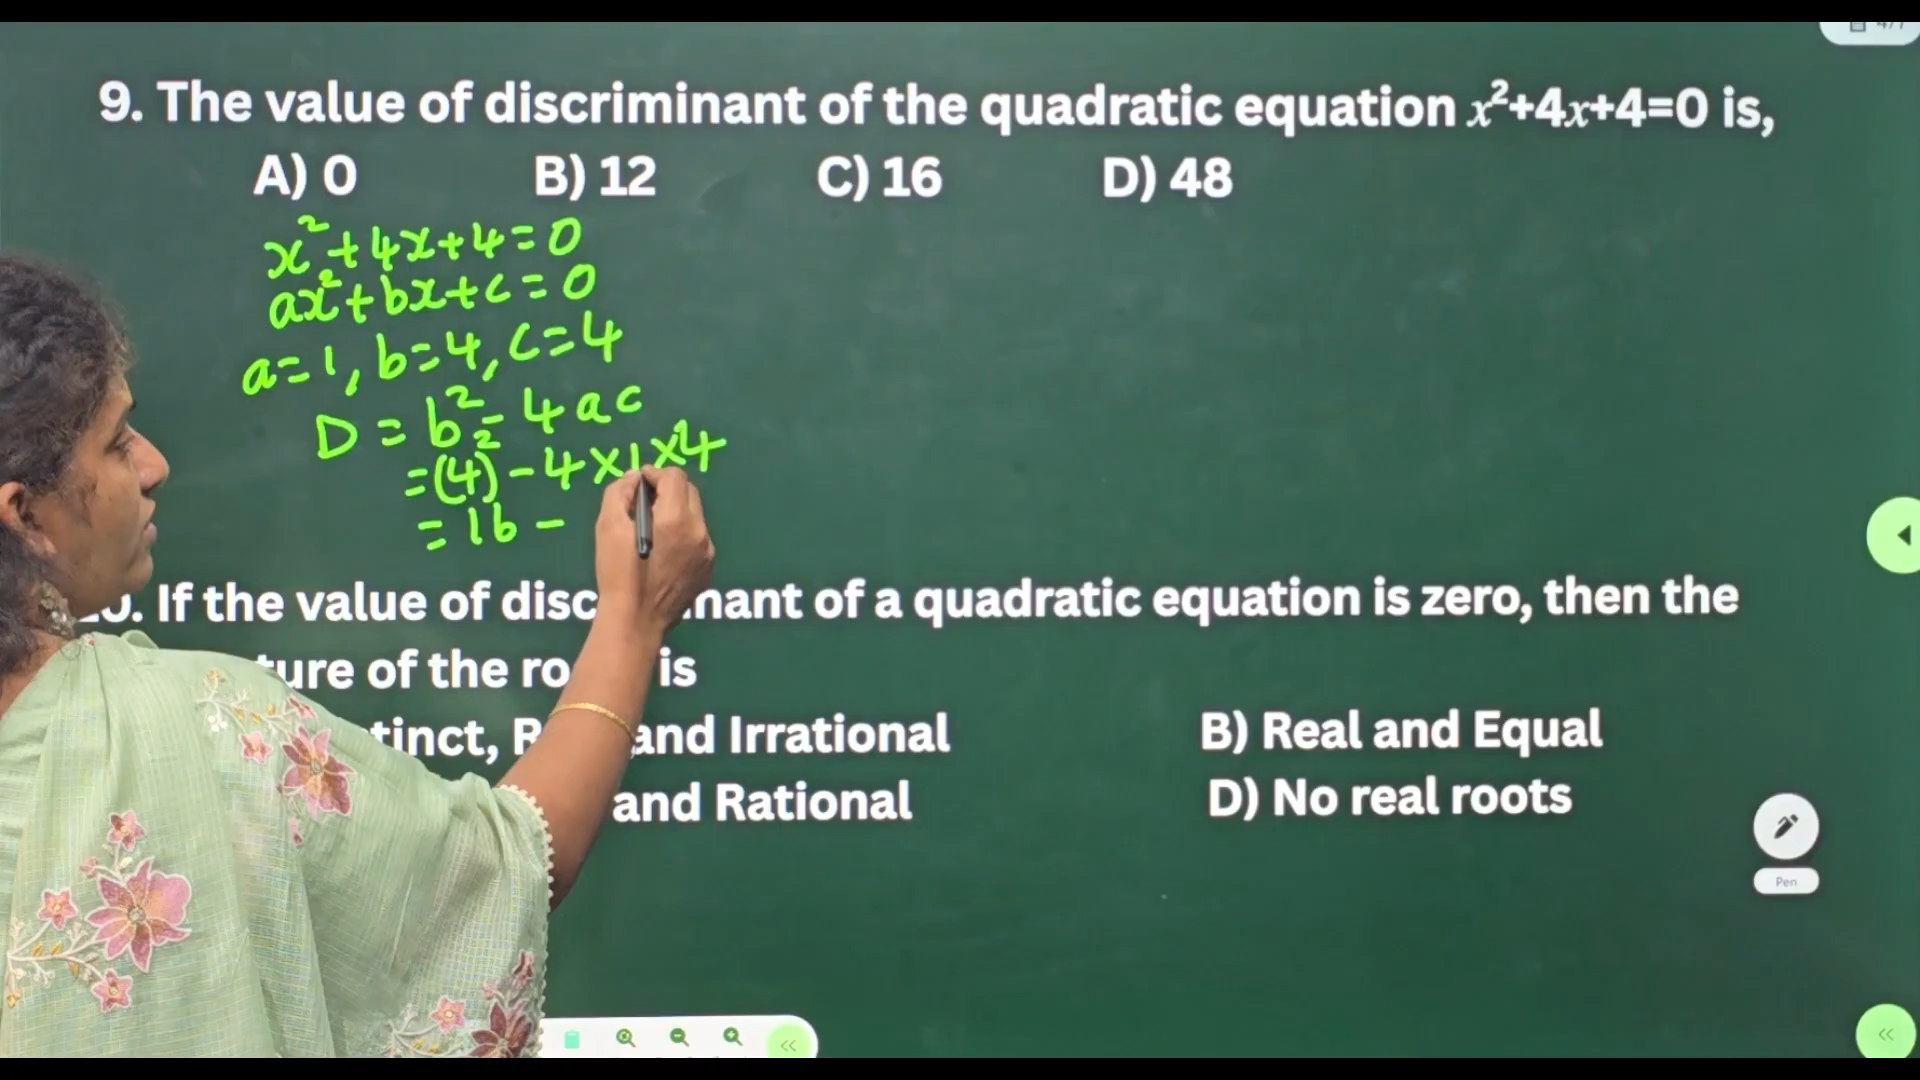 9. The value of discriminant of the quadratic equation x²+4x+4=0 is,
A) 0 B) 12 C) 16 D) 48
x²+4x+4=0
ax²+bx+c=0
a=1, b=4, c=4
D = b²-4ac
=(4)²-4×1×4
= 16 -
0. If the value of disc nant of a quadratic equation is zero, then the
ture of the ro is
tinct, R and Irrational B) Real and Equal
and Rational D) No real roots
Pen